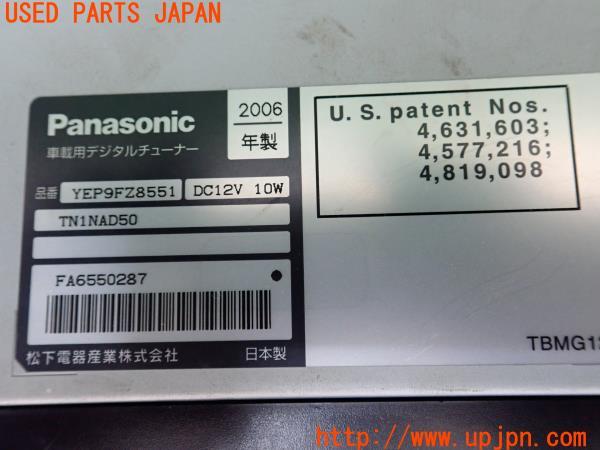 USED PARTS JAPAN
Panasonic
車載用デジタルチューナー
2006
年製
品番 YEP9FZ8551 DC12V 10W
TN1NAD50
FA6550287
松下電器産業株式会社 日本製
U.S. patent Nos.
4,631,603;
4,577,216;
4,819,098
http://www.upjpn.com